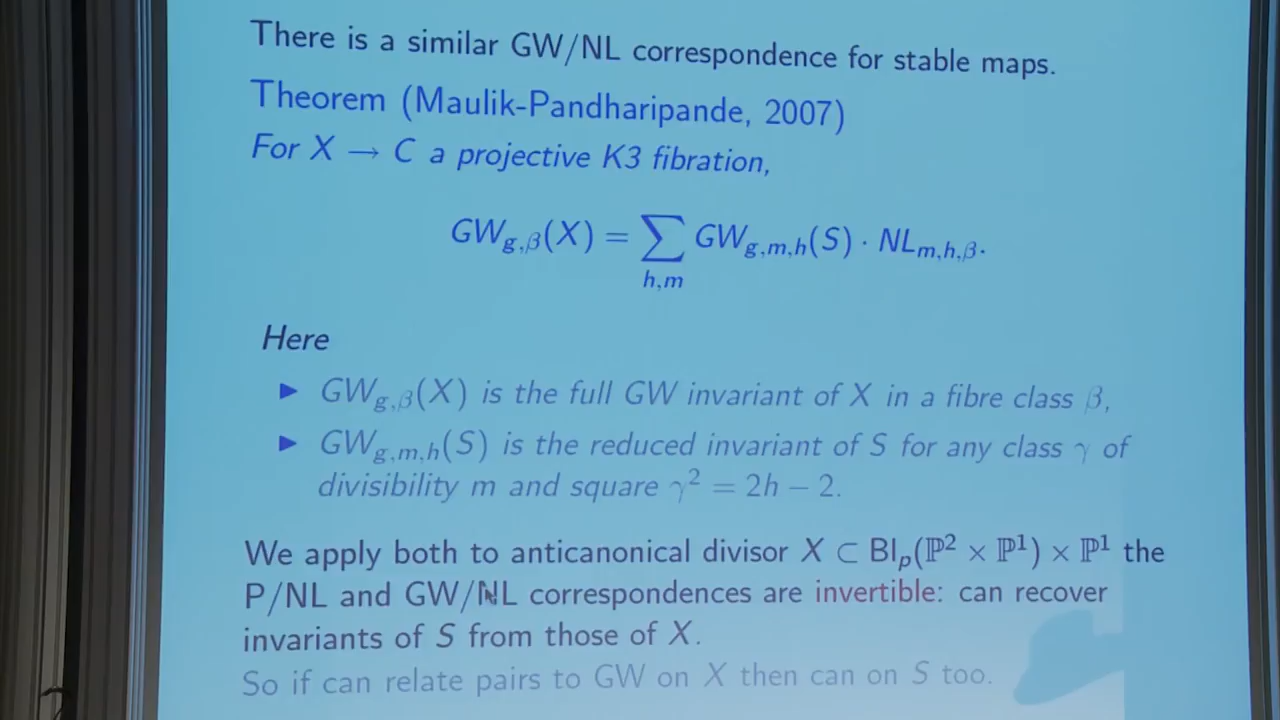 There is a similar GW/NL correspondence for stable maps.
Theorem (Maulik-Pandharipande, 2007)
For X → C a projective K3 fibration,
GW_{g,β}(X) = ∑_{h,m} GW_{g,m,h}(S) · NL_{m,h,β}.
Here
▶ GW_{g,β}(X) is the full GW invariant of X in a fibre class β,
▶ GW_{g,m,h}(S) is the reduced invariant of S for any class γ of
divisibility m and square γ² = 2h − 2.
We apply both to anticanonical divisor X ⊂ Bl_p(ℙ² × ℙ¹) × ℙ¹ the
P/NL and GW/NL correspondences are invertible: can recover
invariants of S from those of X.
So if can relate pairs to GW on X then can on S too.